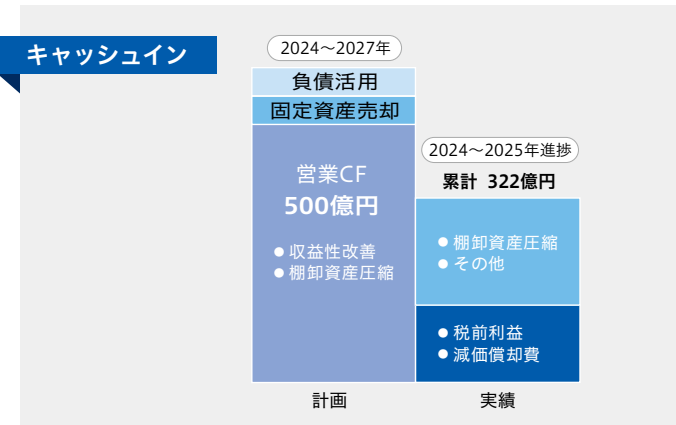 キャッシュイン
2024～2027年
負債活用
固定資産売却
営業CF
500億円
● 収益性改善
● 棚卸資産圧縮
計画
2024～2025年進捗
累計 322億円
● 棚卸資産圧縮
● その他
● 税前利益
● 減価償却費
実績